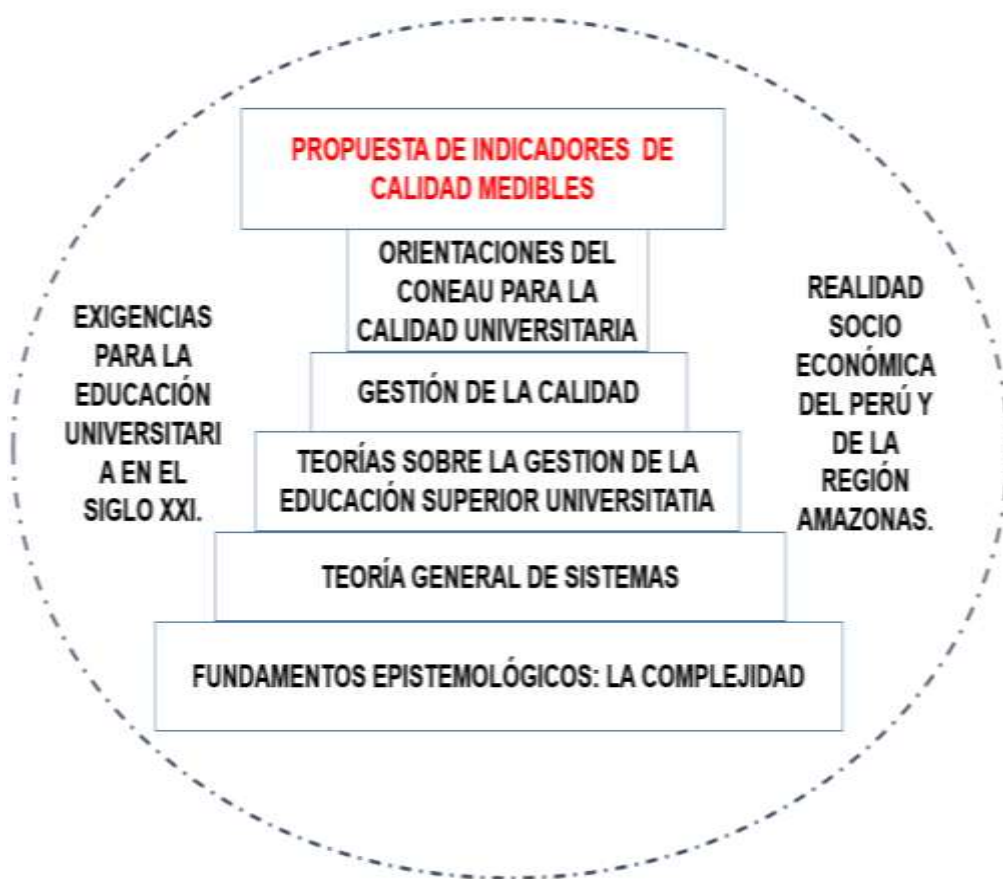 PROPUESTA DE INDICADORES DE
CALIDAD MEDIBLES
ORIENTACIONES DEL
CONEAU PARA LA
CALIDAD UNIVERSITARIA
EXIGENCIAS
PARA LA
EDUCACIÓN
UNIVERSITARI
A EN EL
SIGLO XXI.
GESTIÓN DE LA CALIDAD
TEORÍAS SOBRE LA GESTION DE LA
EDUCACIÓN SUPERIOR UNIVERSITATIA
REALIDAD
SOCIO
ECONÓMICA
DEL PERÚ Y
DE LA
REGIÓN
AMAZONAS.
TEORÍA GENERAL DE SISTEMAS
FUNDAMENTOS EPISTEMOLÓGICOS: LA COMPLEJIDAD